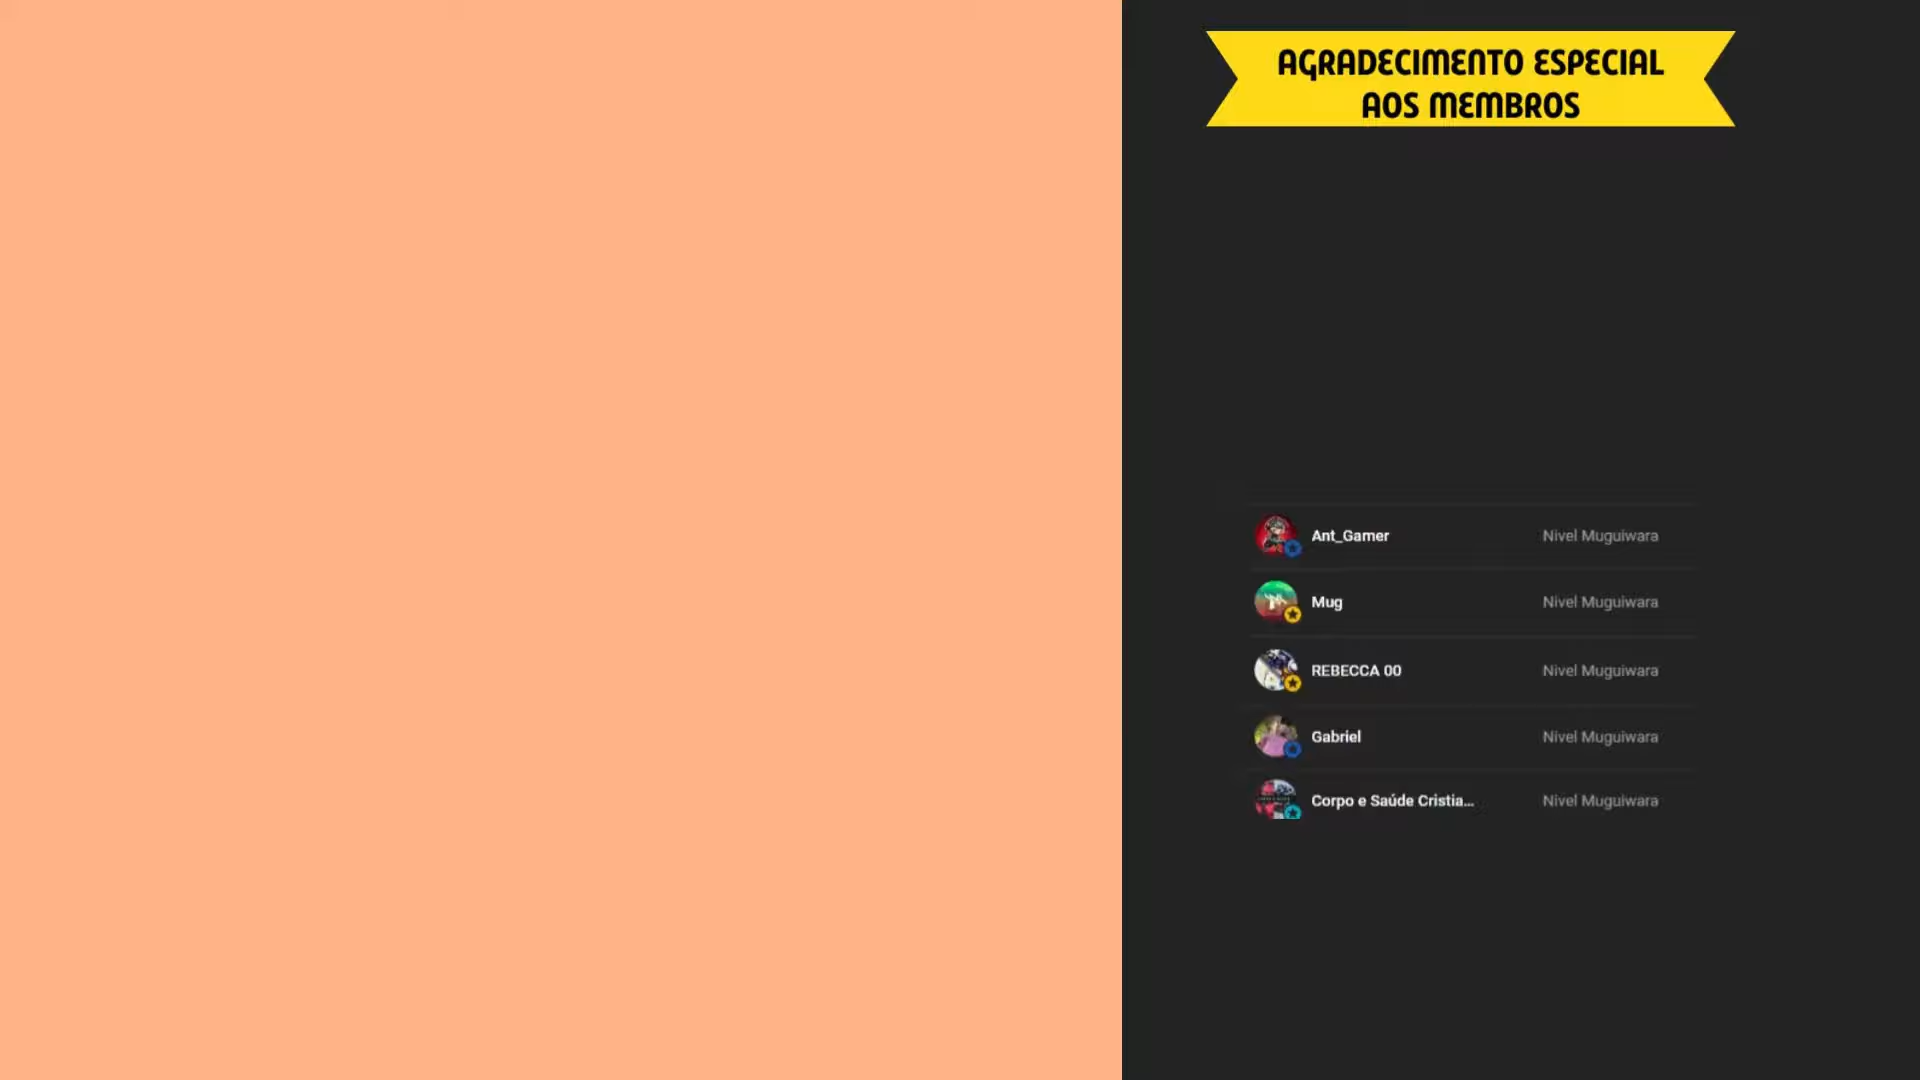 AGRADECIMENTO ESPECIAL
AOS MEMBROS
Ant_Gamer Nivel Muguiwara
Mug Nivel Muguiwara
REBECCA 00 Nivel Muguiwara
Gabriel Nivel Muguiwara
Corpo e Saúde Cristia... Nivel Muguiwara